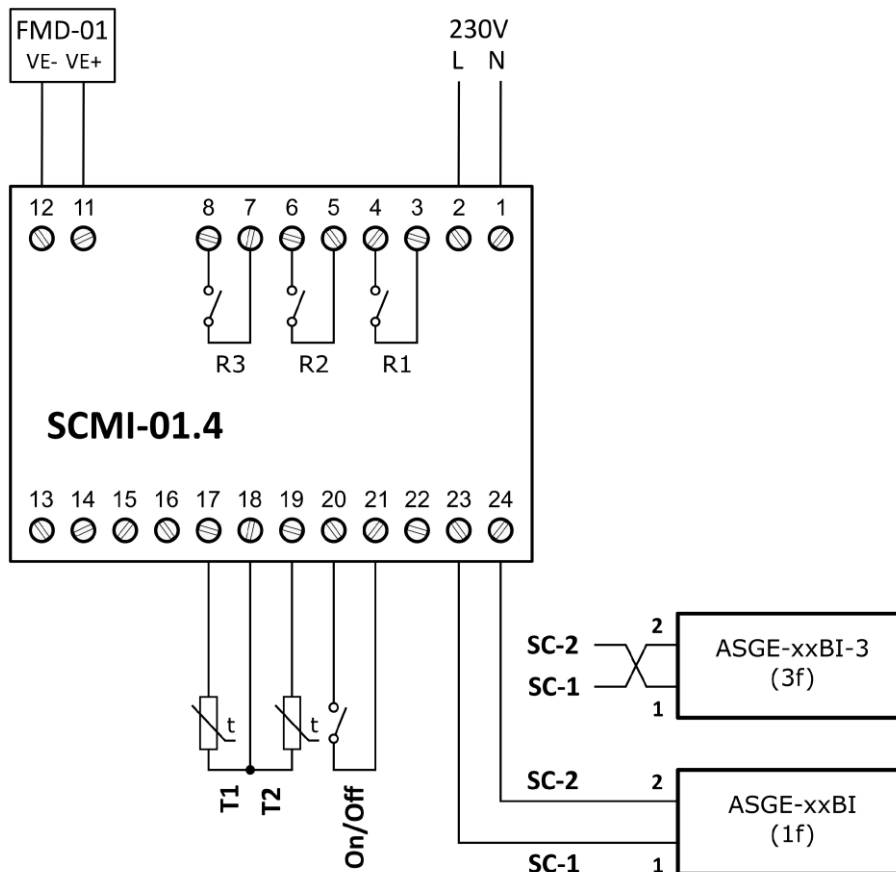 FMD-01
VE- VE+
230V
L N
12 11 8 7 6 5 4 3 2 1
R3 R2 R1
SCMI-01.4
13 14 15 16 17 18 19 20 21 22 23 24
t t
T1
T2
On/Off
SC-2 2
ASGE-xxBI-3
(3f)
SC-1 1
SC-2 2
ASGE-xxBI
(1f)
SC-1 1